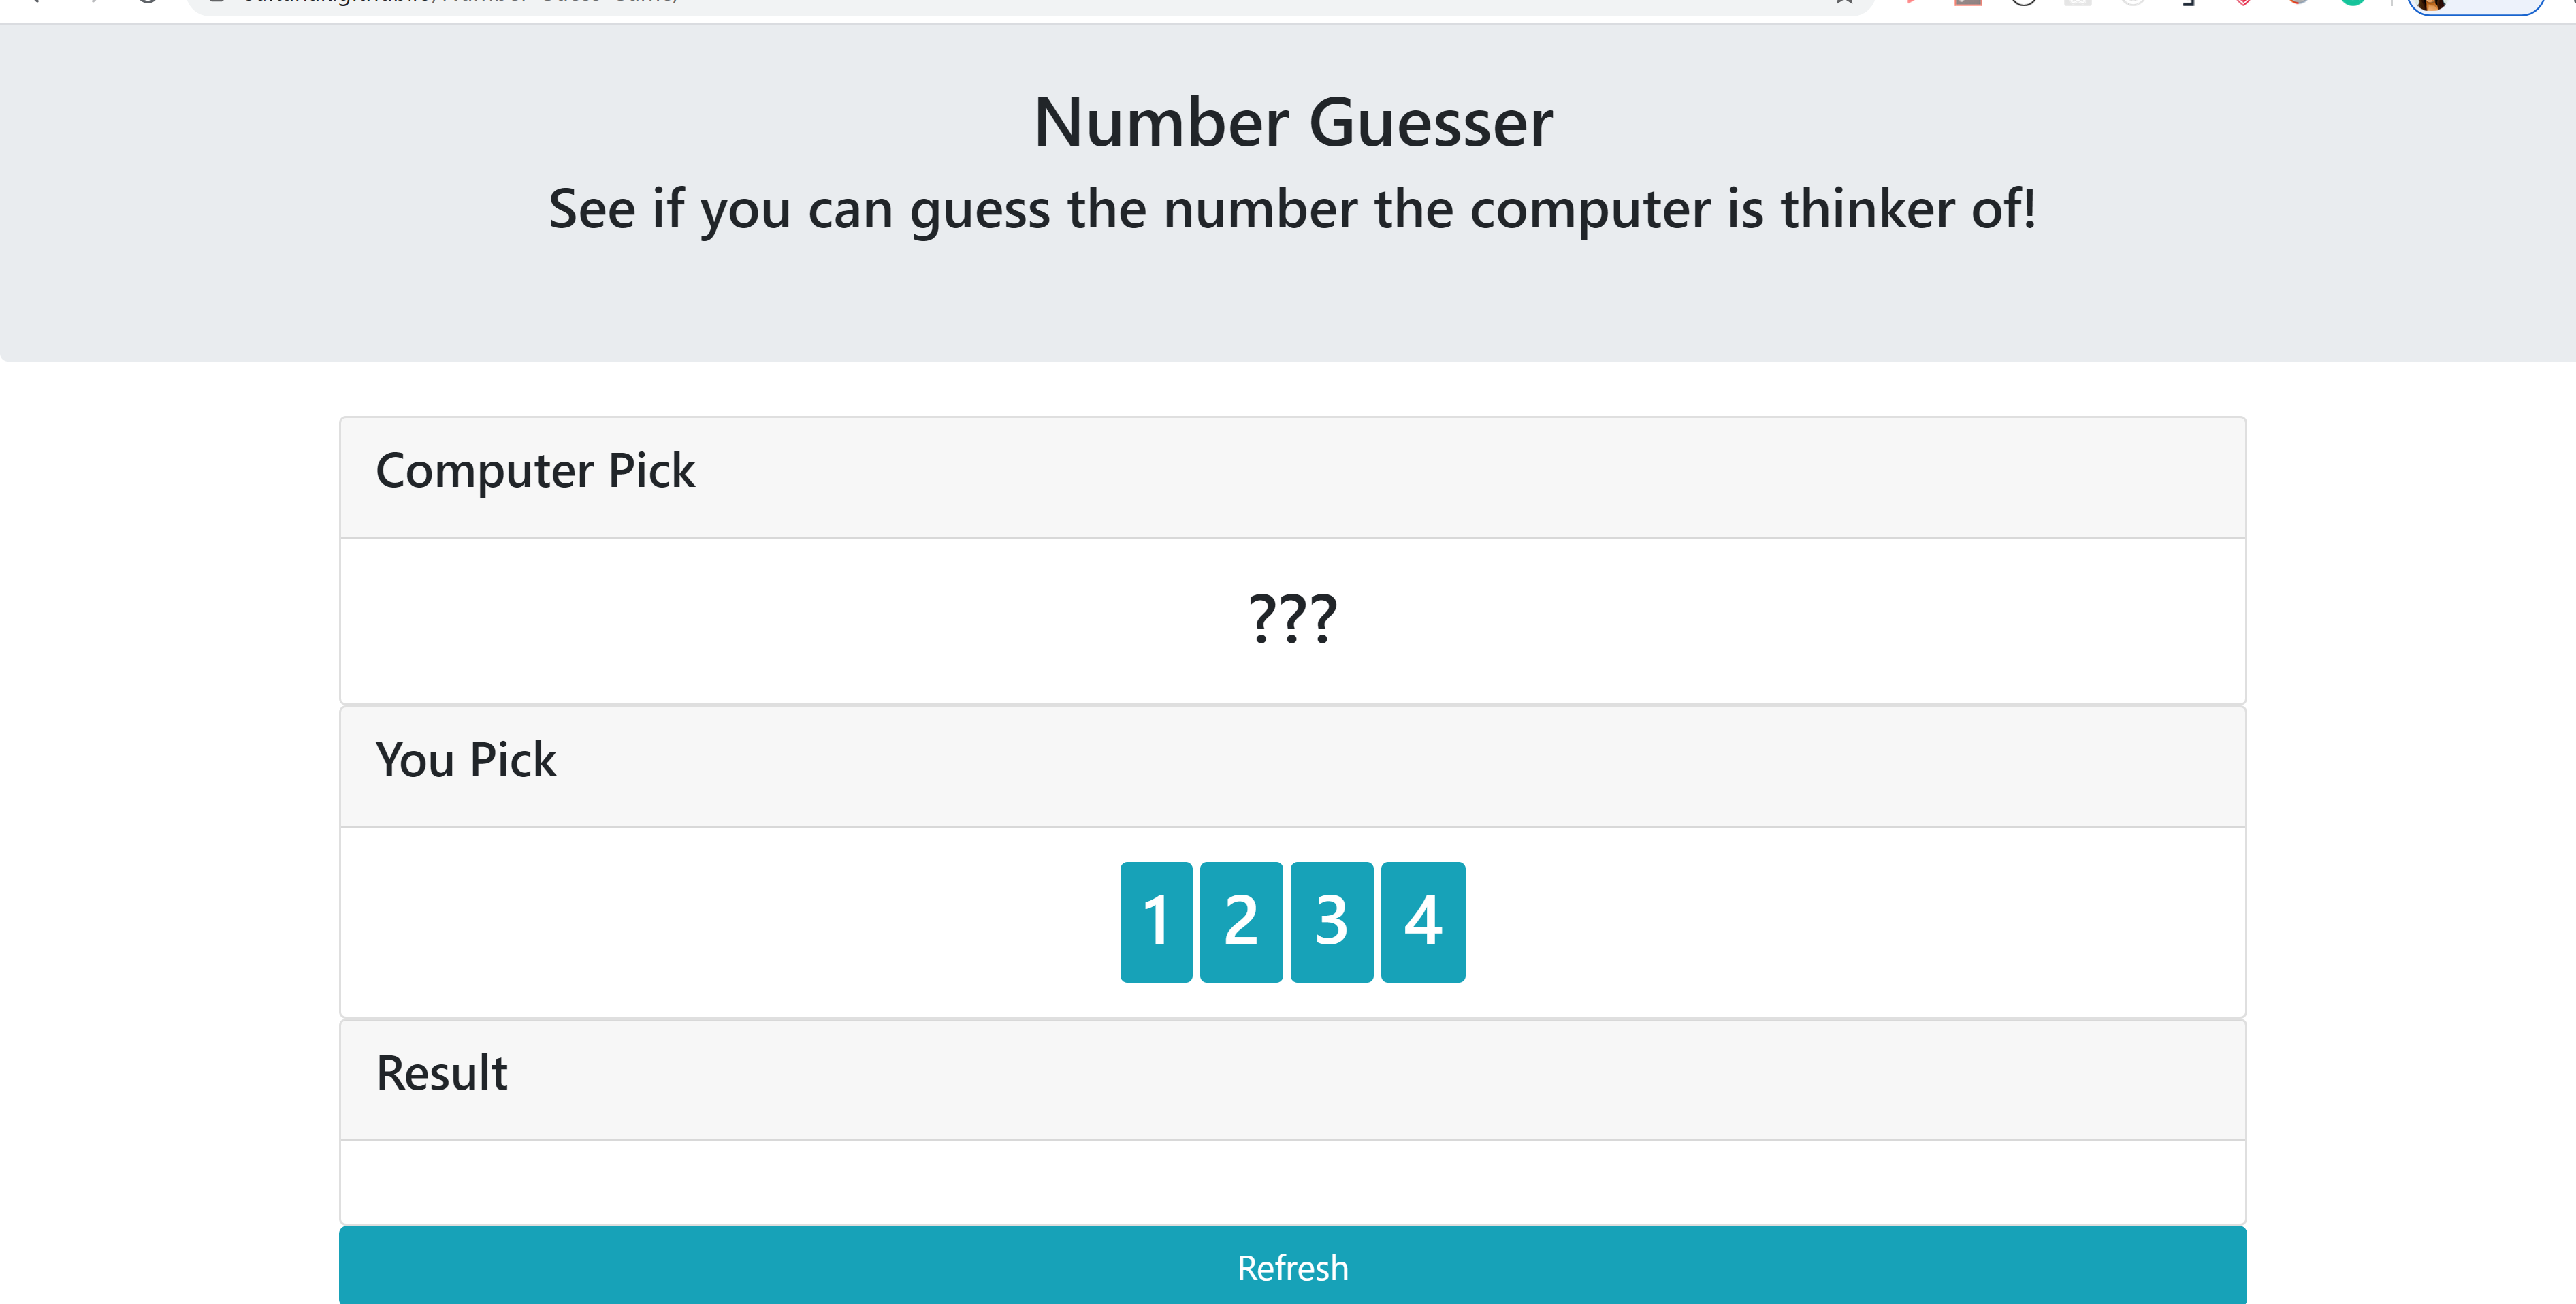 Number Guesser
See if you can guess the number the computer is thinker of!
Computer Pick
???
You Pick
1 2 3 4
Result
Refresh